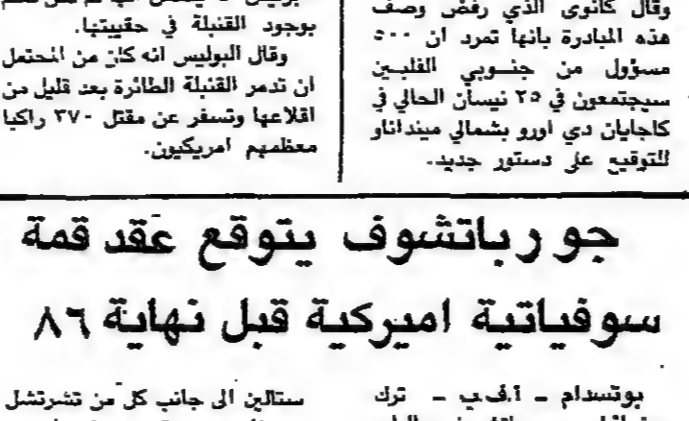 وقال كانوى الذي رفض وصف
هذه المبادرة بانها تمرد ان ٥٠٠
مسؤول من جنوبي الفلبين
سيجتمعون في ٢٥ نيسان الحالي في
كاجايان دي اورو بشمالي مينداناو
للتوقيع على دستور جديد.
بوجود القنبلة في حقيبتها.
وقال البوليس انه كان من المحتمل
ان تدمر القنبلة الطائرة بعد قليل من
اقلاعها وتسفر عن مقتل ٣٧٠ راكبا
معظمهم امريكيون.
جورباتشوف يتوقع عقد قمة
سوفياتية اميركية قبل نهاية ٨٦
بوتسدام - أ.ف.ب - ترك
ستالين الى جانب كل من تشرتشل